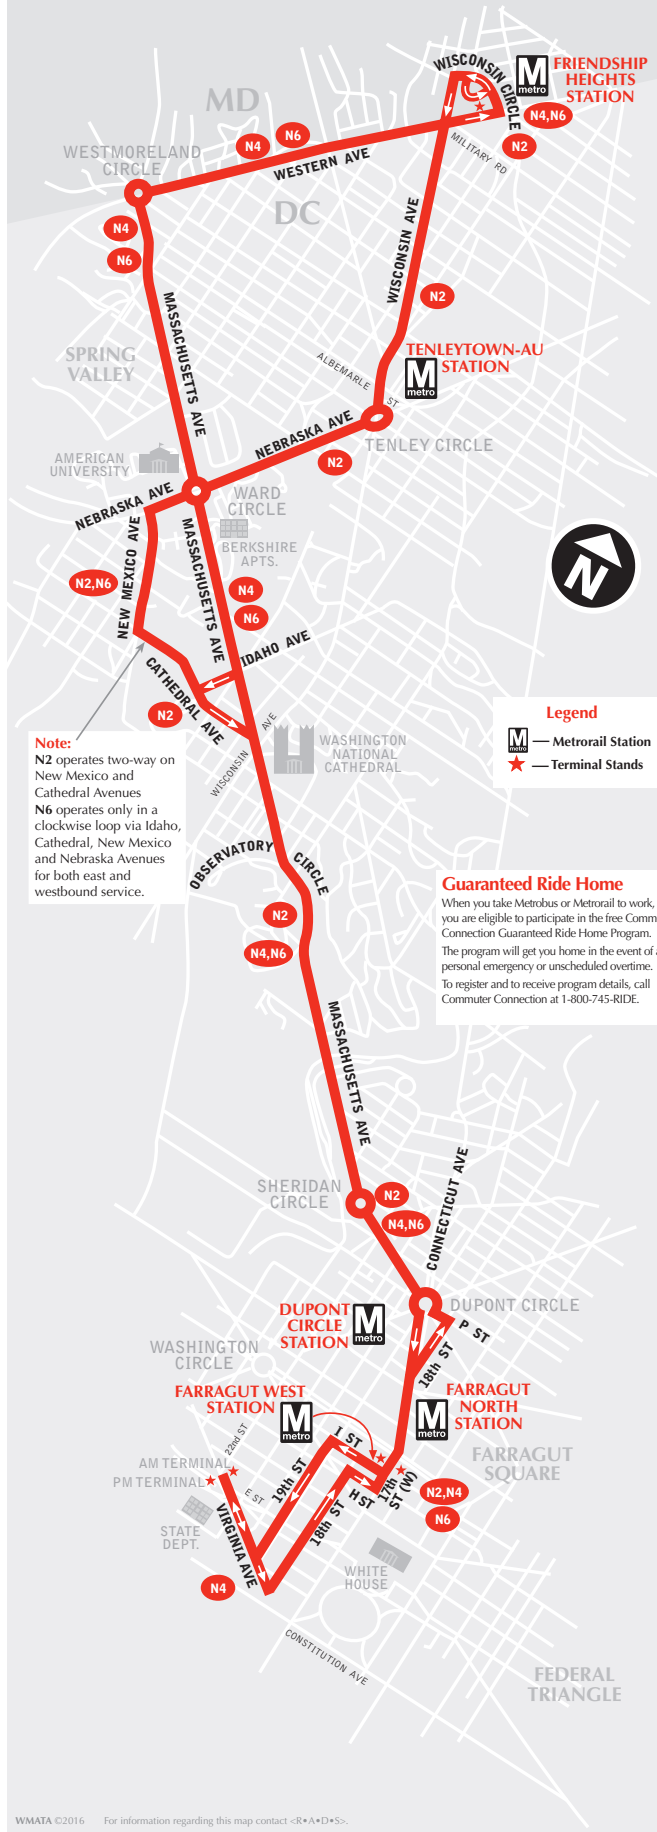 WISCONSIN CIRCLE
M
metro
FRIENDSHIP
HEIGHTS
STATION
N4,N6
N2
MD
N4
N6
WESTERN AVE
MILITARY RD
WESTMORELAND
CIRCLE
DC
N4
N6
WISCONSIN AVE
N2
MASSACHUSETTS AVE
SPRING
VALLEY
TENLEYTOWN-AU
STATION
M
metro
ALBEMARLE ST
NEBRASKA AVE
TENLEY CIRCLE
N2
AMERICAN
UNIVERSITY
NEBRASKA AVE
WARD
CIRCLE
BERKSHIRE
APTS.
NEW MEXICO AVE
MASSACHUSETTS AVE
N
N2,N6
N4
N6
IDAHO AVE
CATHEDRAL AVE
N2
WISCONSIN AVE
WASHINGTON
NATIONAL
CATHEDRAL
Legend
M
metro
— Metrorail Station
— Terminal Stands
Note:
N2 operates two-way on
New Mexico and
Cathedral Avenues
N6 operates only in a
clockwise loop via Idaho,
Cathedral, New Mexico
and Nebraska Avenues
for both east and
westbound service.
OBSERVATORY CIRCLE
N2
N4,N6
Guaranteed Ride Home
When you take Metrobus or Metrorail to work,
you are eligible to participate in the free Comm
Connection Guaranteed Ride Home Program.
The program will get you home in the event of a
personal emergency or unscheduled overtime.
To register and to receive program details, call
Commuter Connection at 1-800-745-RIDE.
MASSACHUSETTS AVE
SHERIDAN
CIRCLE
N2
N4,N6
CONNECTICUT AVE
DUPONT
CIRCLE
STATION
M
metro
DUPONT CIRCLE
P ST
18th ST
WASHINGTON
CIRCLE
FARRAGUT WEST
STATION
M
metro
M
metro
FARRAGUT
NORTH
STATION
I ST
FARRAGUT
SQUARE
22nd ST
AM TERMINAL
PM TERMINAL
E ST
19th ST
18th ST
H ST
17th
ST (W)
N2,N4
N6
STATE
DEPT.
VIRGINIA AVE
N4
WHITE
HOUSE
CONSTITUTION AVE
FEDERAL
TRIANGLE
WMATA ©2016 For information regarding this map contact <R•A•D•S>.